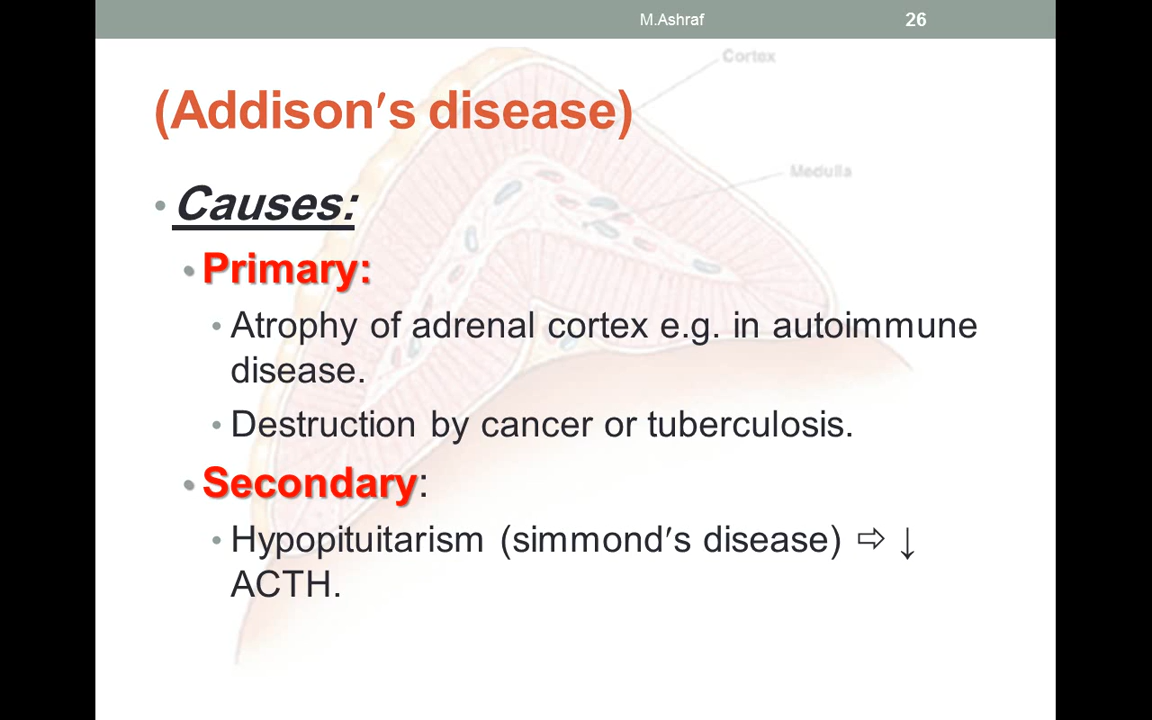 M.Ashraf 26
Cortex
(Addison′s disease)
Medulla
• Causes:
• Primary:
• Atrophy of adrenal cortex e.g. in autoimmune
disease.
• Destruction by cancer or tuberculosis.
• Secondary:
• Hypopituitarism (simmond′s disease) ⇨ ↓
ACTH.